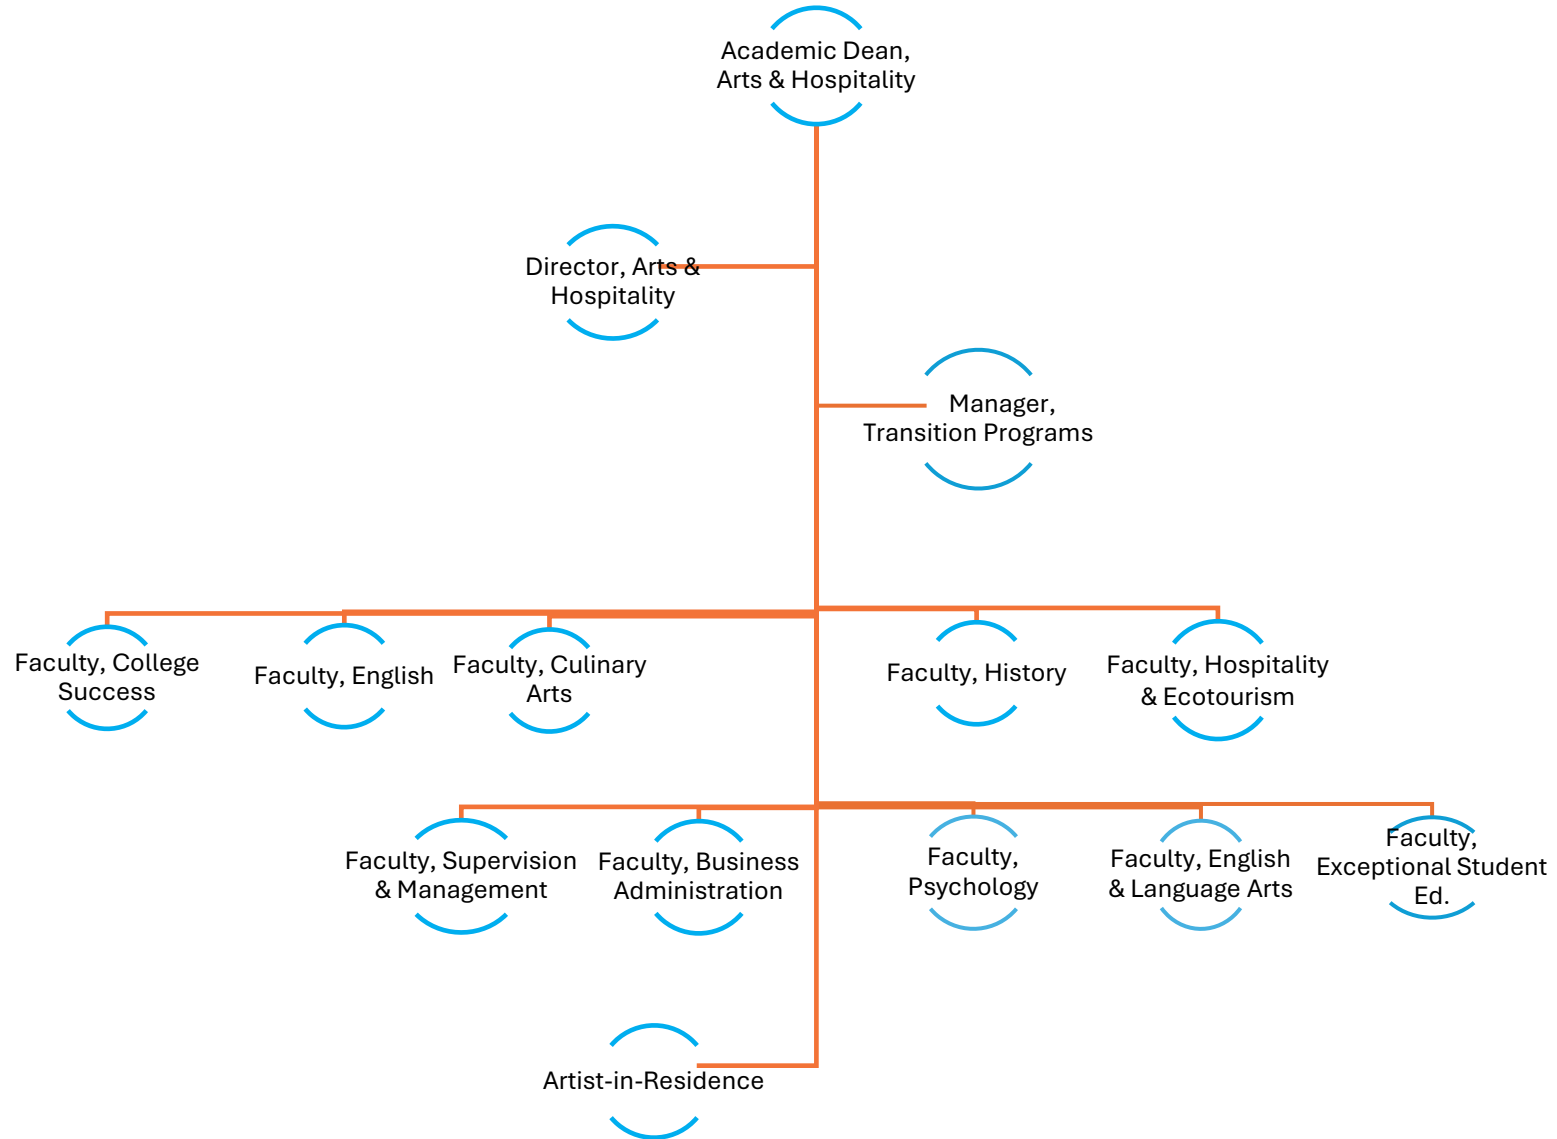 Academic Dean,
Arts & Hospitality
Director, Arts &
Hospitality
Manager,
Transition Programs
Faculty, College
Success
Faculty, English
Faculty, Culinary
Arts
Faculty, History
Faculty, Hospitality
& Ecotourism
Faculty, Supervision
& Management
Faculty, Business
Administration
Faculty,
Psychology
Faculty, English
& Language Arts
Faculty,
Exceptional Student
Ed.
Artist-in-Residence